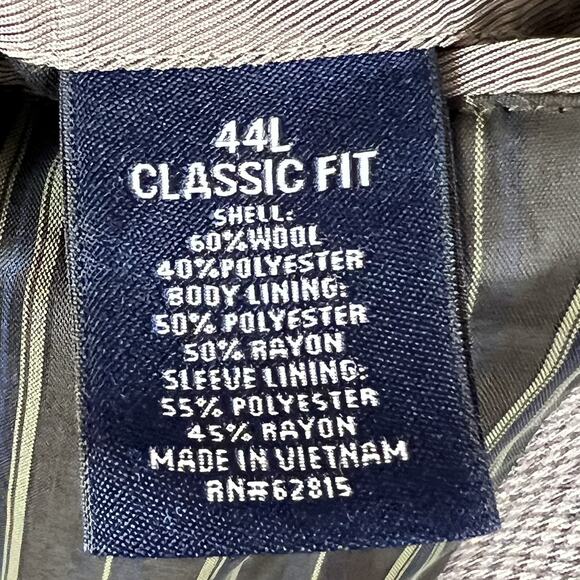 44L
CLASSIC FIT
SHELL:
60%WOOL
40%POLYESTER
BODY LINING:
50% POLYESTER
50% RAYON
SLEEVE LINING:
55% POLYESTER
45% RAYON
MADE IN VIETNAM
RN#62815